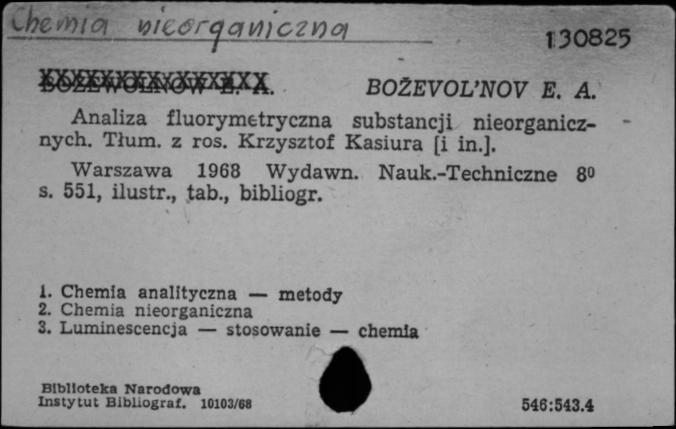 Chemia nieorganiczna
130825
BOŽEVOL'NOV E. A.
Analiza fluorymetryczna substancji nieorganicz-
nych. Tłum. z ros. Krzysztof Kasiura [i in.].
Warszawa 1968 Wydawn. Nauk.-Techniczne 8⁰
s. 551, ilustr., tab., bibliogr.
1. Chemia analityczna — metody
2. Chemia nieorganiczna
3. Luminescencja — stosowanie — chemia
Biblioteka Narodowa
Instytut Bibliograf. 10103/68
546:543.4